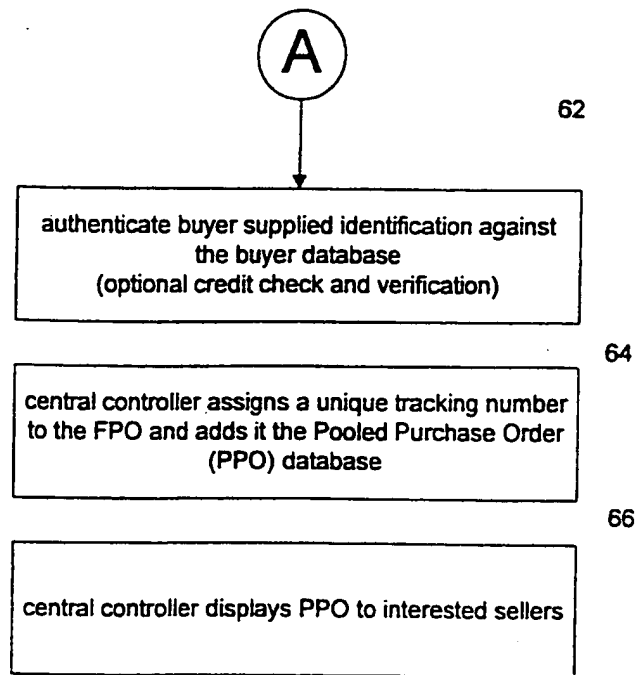 A
62
authenticate buyer supplied identification against
the buyer database
(optional credit check and verification)
64
central controller assigns a unique tracking number
to the FPO and adds it the Pooled Purchase Order
(PPO) database
66
central controller displays PPO to interested sellers